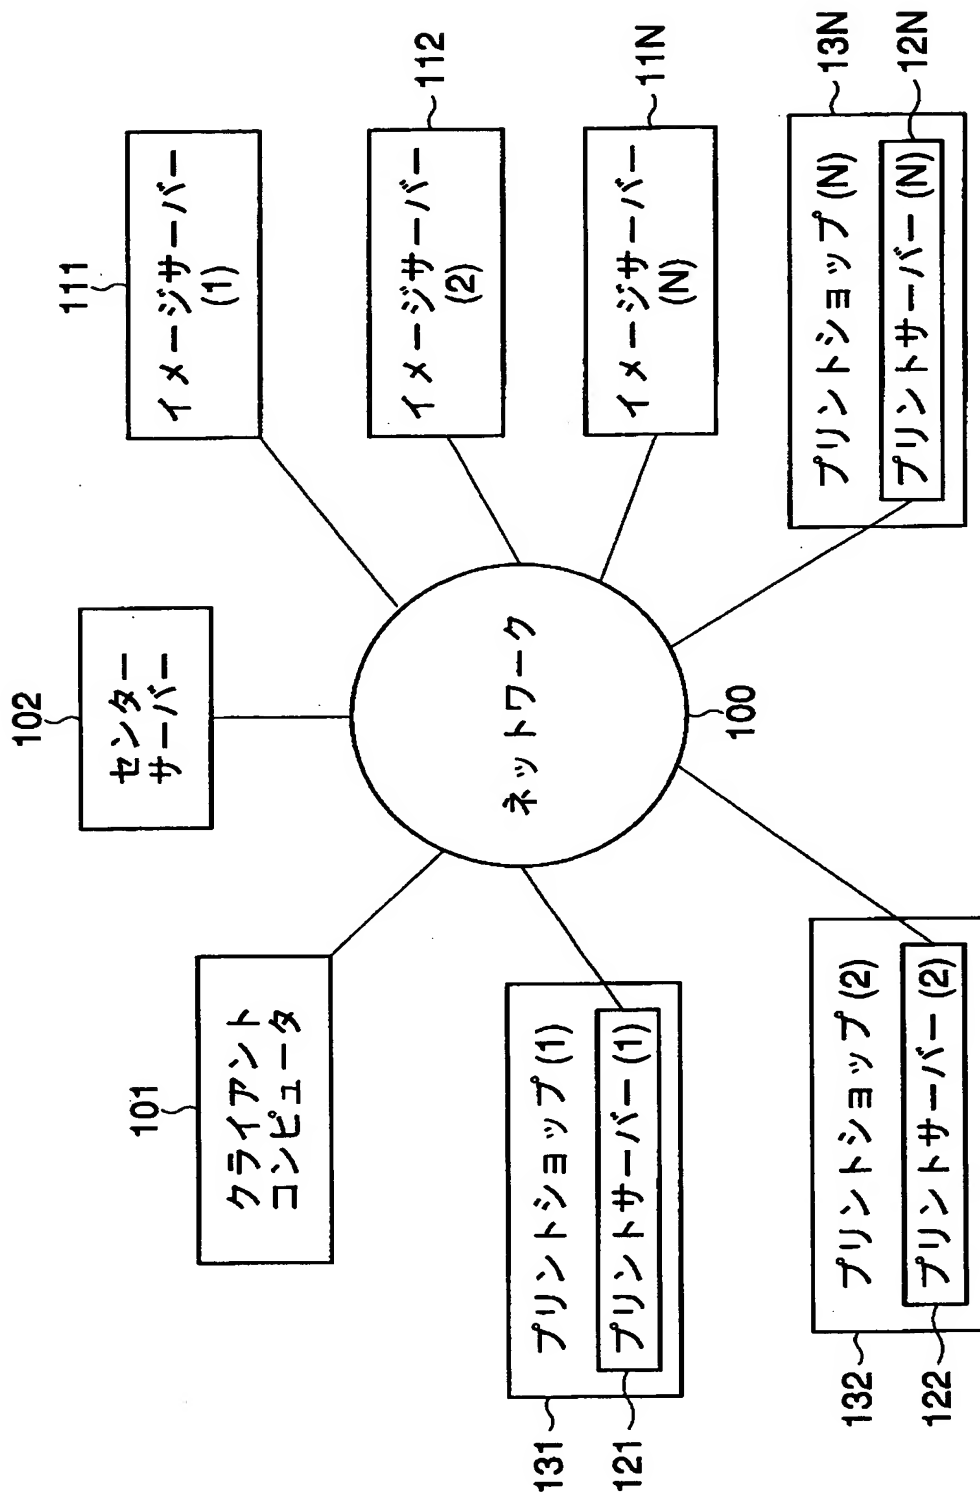 102
センター
サーバー
101
クライアント
コンピュータ
111
イメージサーバー
(1)
112
イメージサーバー
(2)
11N
イメージサーバー
(N)
ネットワーク
100
131
プリントショップ (1)
121
プリントサーバー (1)
132
プリントショップ (2)
122
プリントサーバー (2)
13N
プリントショップ (N)
12N
プリントサーバー (N)